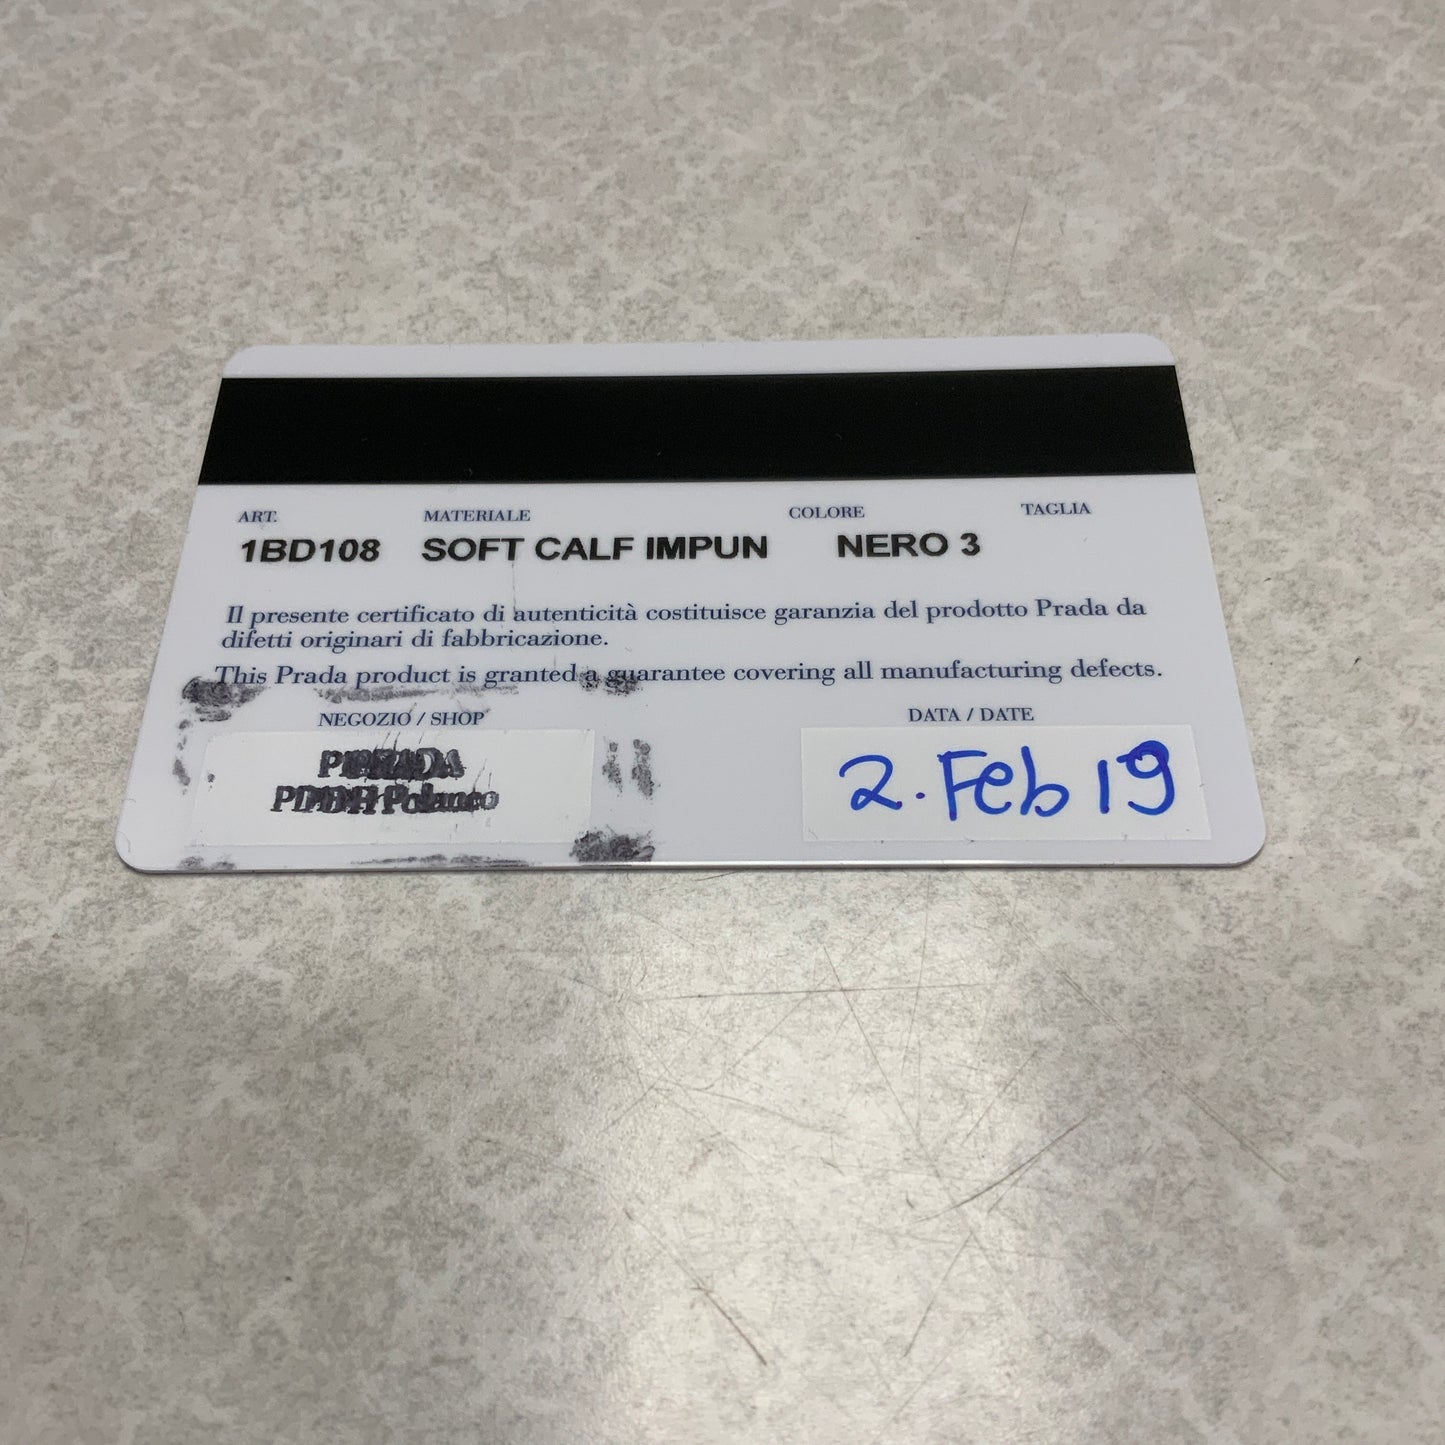 ART. MATERIALE COLORE TAGLIA
1BD108 SOFT CALF IMPUN NERO 3
Il presente certificato di autenticità costituisce garanzia del prodotto Prada da
difetti originari di fabbricazione.
This Prada product is granted a guarantee covering all manufacturing defects.
NEGOZIO / SHOP DATA / DATE
PRADA 2. Feb 19
Polanco